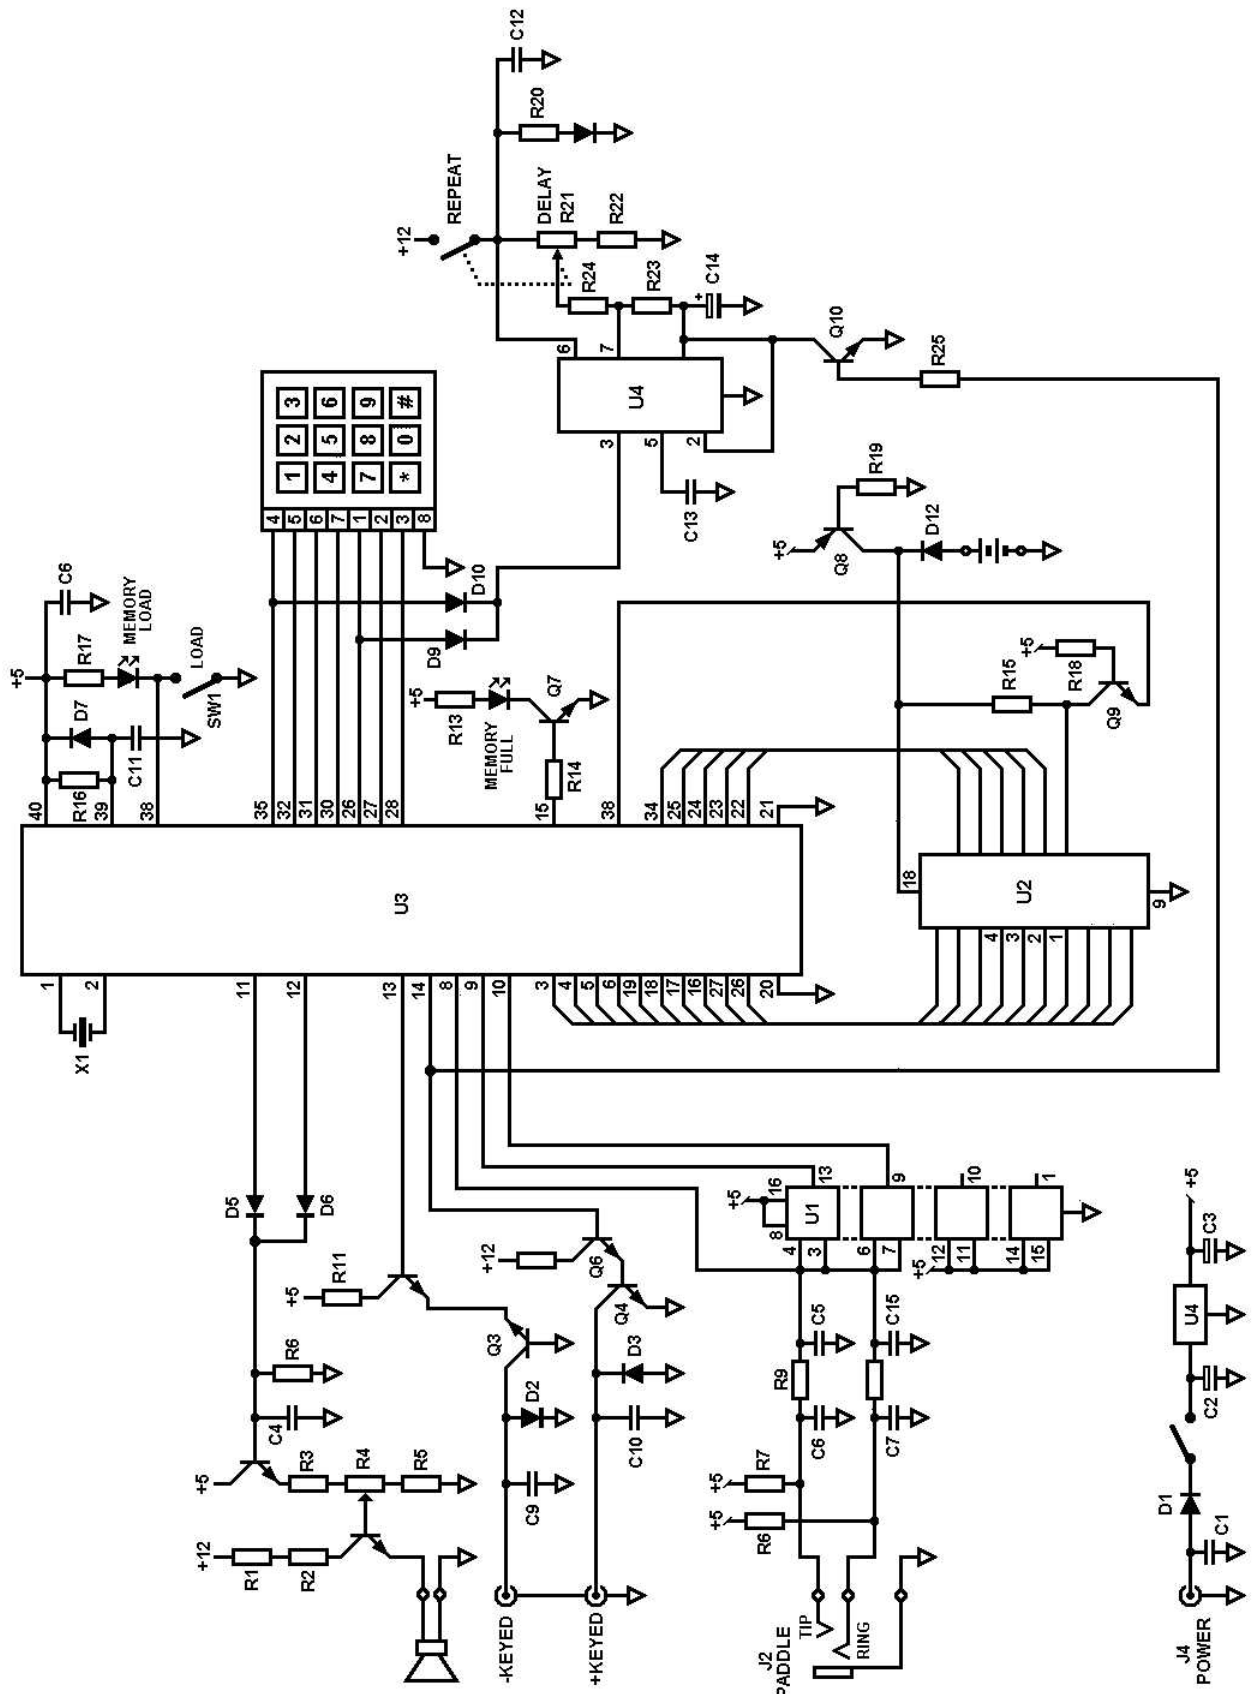 C12
R20
REPEAT
+12
DELAY
R21
R22
R24
R23
+
C14
6
7
U4
3
5
2
C13
Q10
R25
1 2 3
4 5 6
7 8 9
* 0 #
4
5
6
7
1
2
3
8
D10
D9
+5
C6
R17
MEMORY
LOAD
LOAD
SW1
D7
C11
R16
40
39
38
35
32
31
30
26
27
28
+5
R13
MEMORY
FULL
Q7
R14
15
38
34
25
24
23
22
21
+5
Q8
R19
D12
R15
+5
R18
Q9
18
U2
9
4
3
2
1
U3
1
2
X1
11
12
13
14
8
9
10
3
4
5
6
19
18
17
16
27
26
20
D5
D6
+5
R11
R6
C4
+5
R3
R4
R5
+12
R1
R2
Q3
D2
C9
+12
Q6
Q4
D3
C10
-KEYED
+KEYED
+5
16
8
U1
13
4
3
9
6
7
10
+5
12
11
1
14
15
C5
C15
R9
C6
C7
+5
R7
+5
R6
TIP
RING
J2
PADDLE
+5
C3
U4
C2
D1
C1
J4
POWER